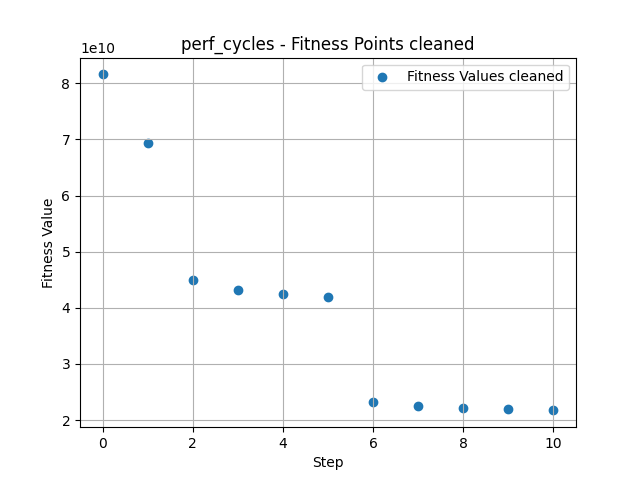 perf_cycles - Fitness Points cleaned
1e10
Fitness Values cleaned
8
7
6
5
4
3
2
Fitness Value
0 2 4 6 8 10
Step